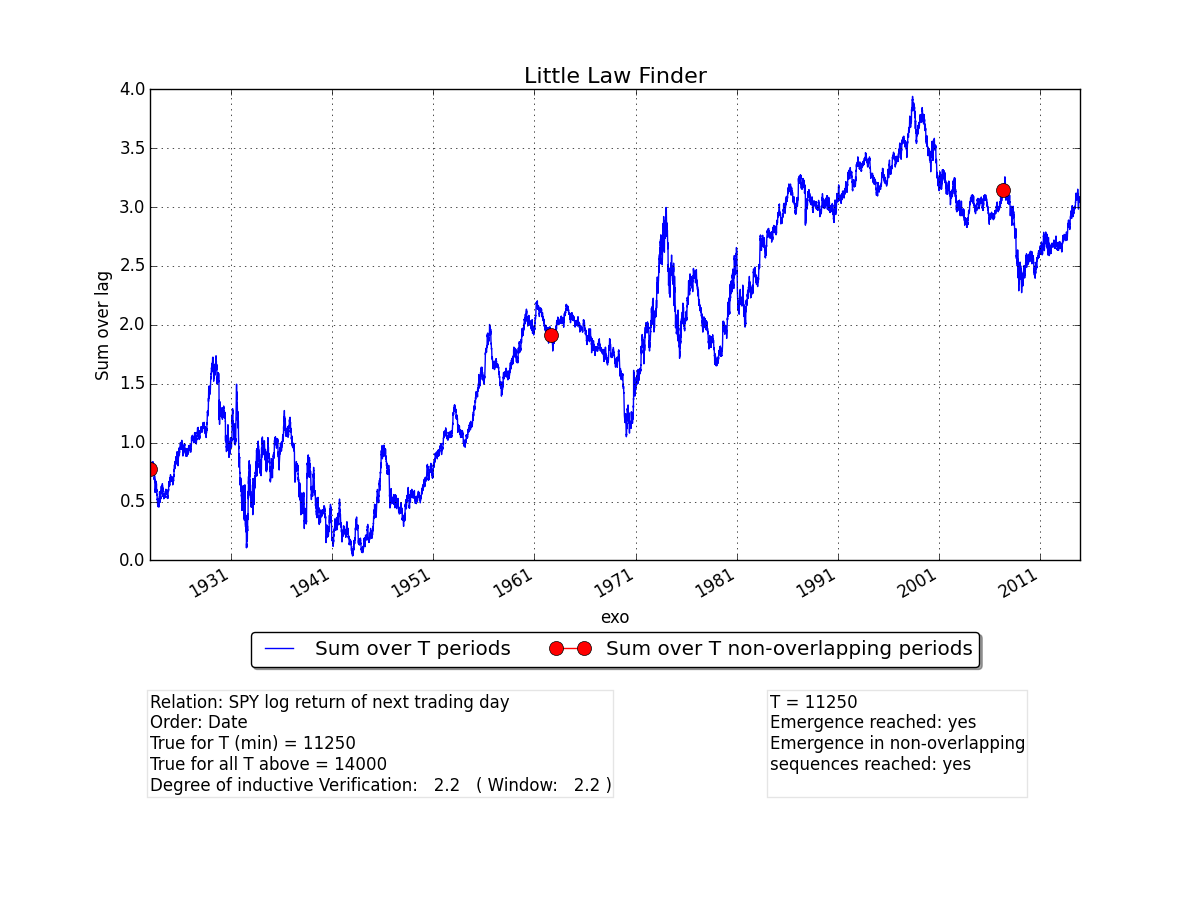 Little Law Finder
4.0
3.5
3.0
2.5
2.0
1.5
1.0
0.5
0.0
Sum over lag
1931
1941
1951
1961
1971
1981
1991
2001
2011
exo
Sum over T periods
Sum over T non-overlapping periods
Relation: SPY log return of next trading day
Order: Date
True for T (min) = 11250
True for all T above = 14000
Degree of inductive Verification: 2.2 ( Window: 2.2 )
T = 11250
Emergence reached: yes
Emergence in non-overlapping
sequences reached: yes